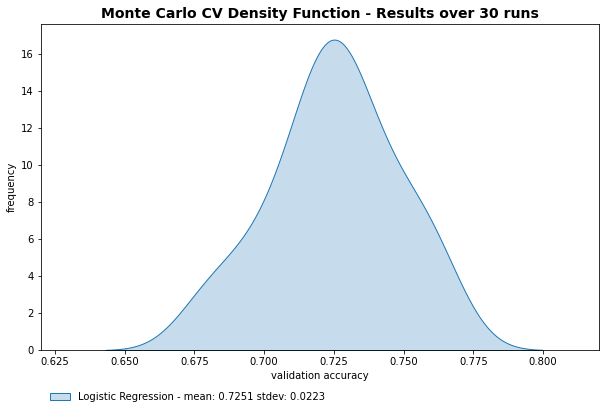 Monte Carlo CV Density Function - Results over 30 runs
16
14
12
10
8
6
4
2
0
frequency
0.625 0.650 0.675 0.700 0.725 0.750 0.775 0.800
validation accuracy
Logistic Regression - mean: 0.7251 stdev: 0.0223